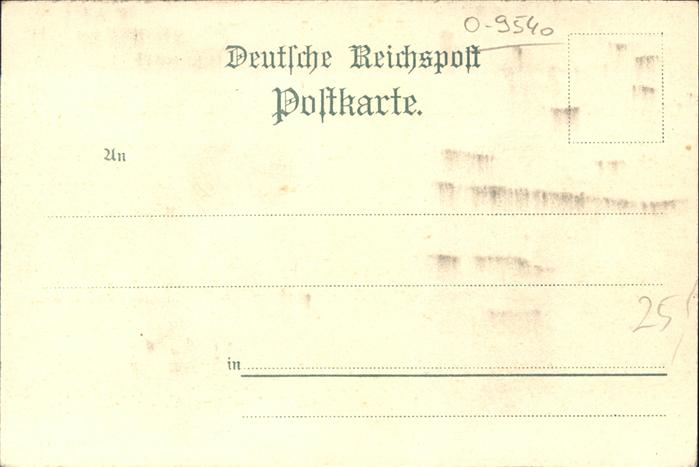 O-9540
Deutſche Reichspoſt
Poſtkarte.
An
25
in